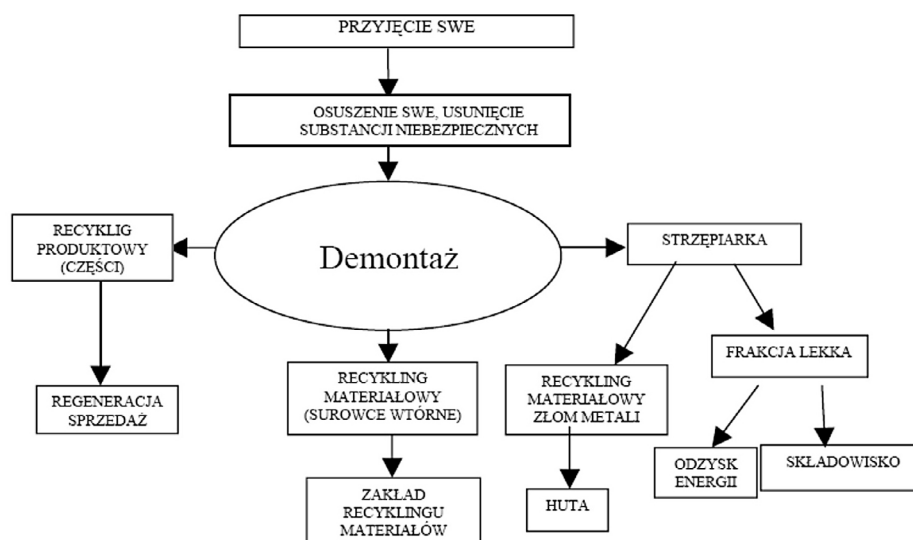 PRZYJĘCIE SWE
OSUSZENIE SWE, USUNIĘCIE
SUBSTANCJI NIEBEZPIECZNYCH
RECYKLIG
PRODUKTOWY
(CZĘŚCI)
Demontaż
STRZĘPIARKA
FRAKCJA LEKKA
REGENERACJA
SPRZEDAŻ
RECYKLING
MATERIAŁOWY
(SUROWCE WTÓRNE)
RECYKLING
MATERIAŁOWY
ZŁOM METALI
ODZYSK
ENERGII
SKŁADOWISKO
ZAKŁAD
RECYKLINGU
MATERIAŁÓW
HUTA